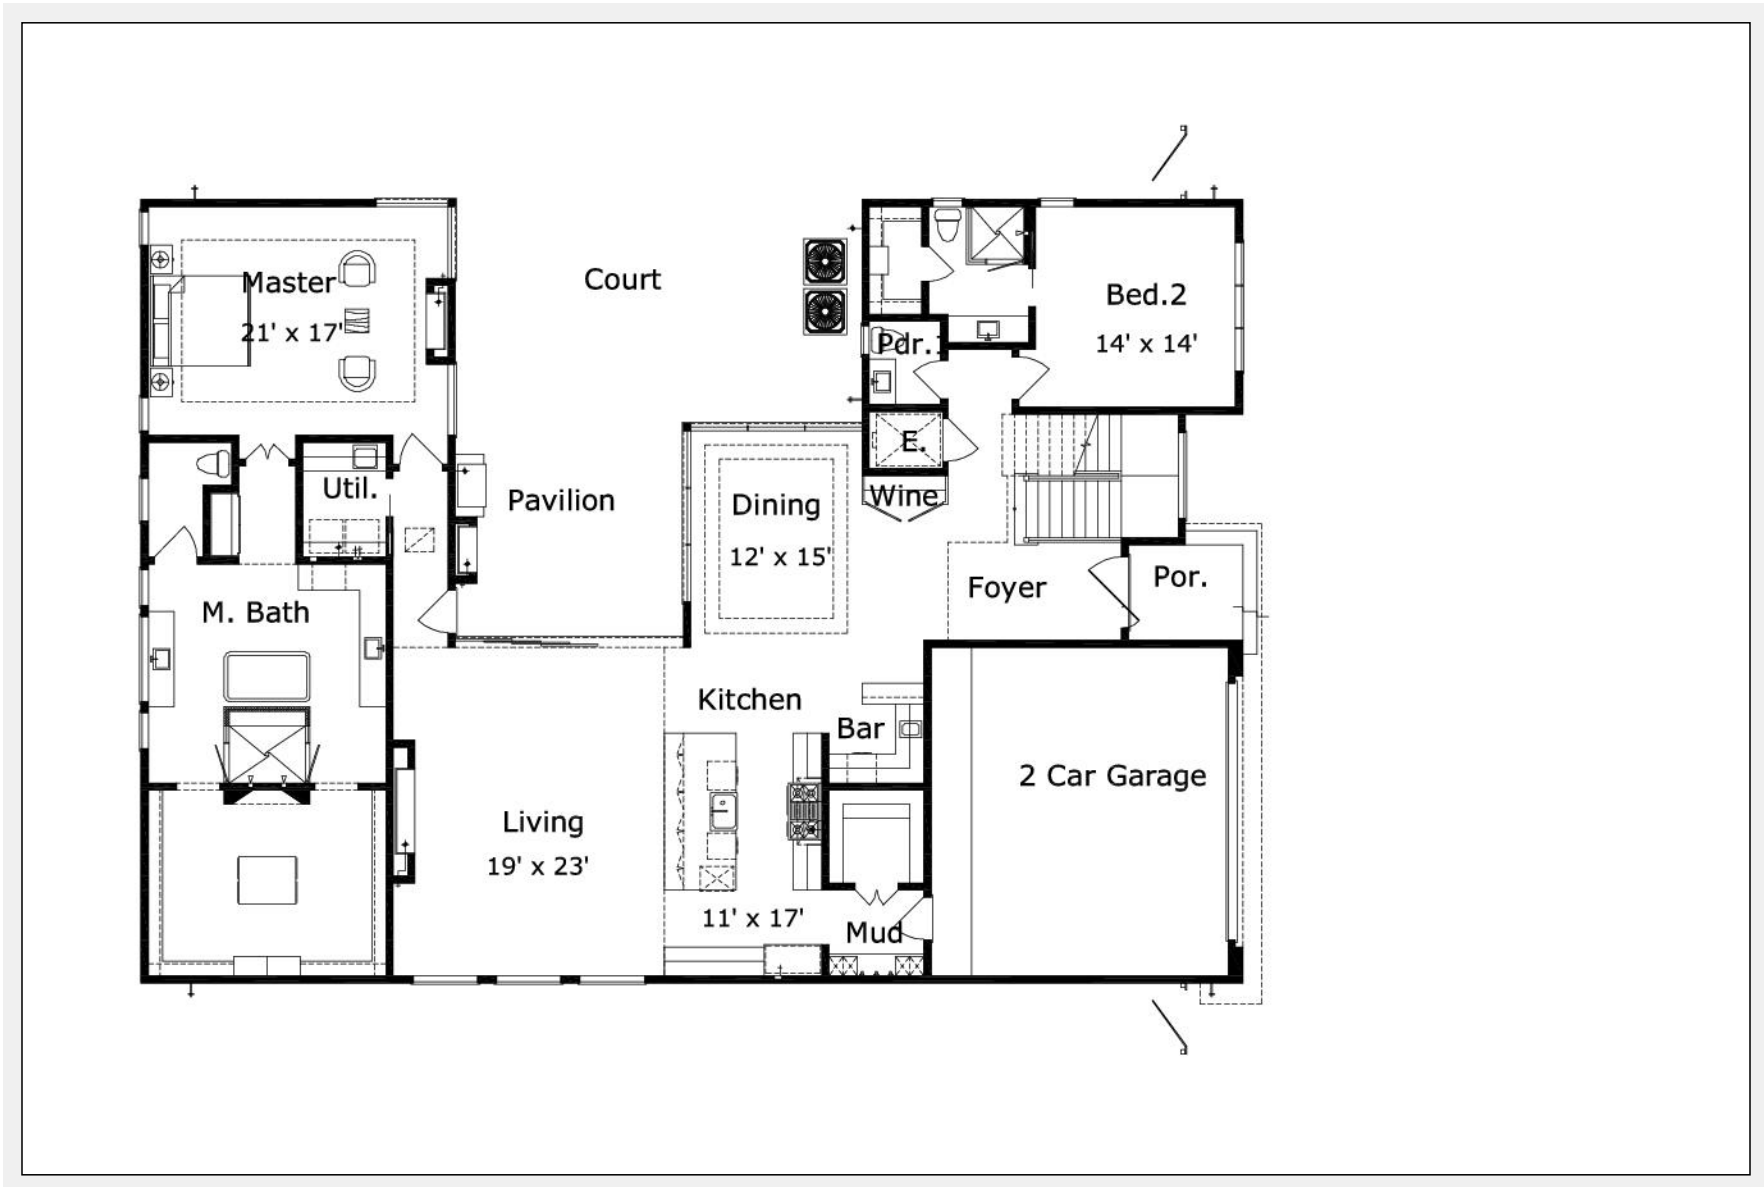 Court
Master
21' x 17'
Bed.2
14' x 14'
Pdr.
E.
Util.
Pavilion
Dining
12' x 15'
Wine
Foyer
Por.
M. Bath
Kitchen
Bar
2 Car Garage
Living
19' x 23'
11' x 17'
Mud